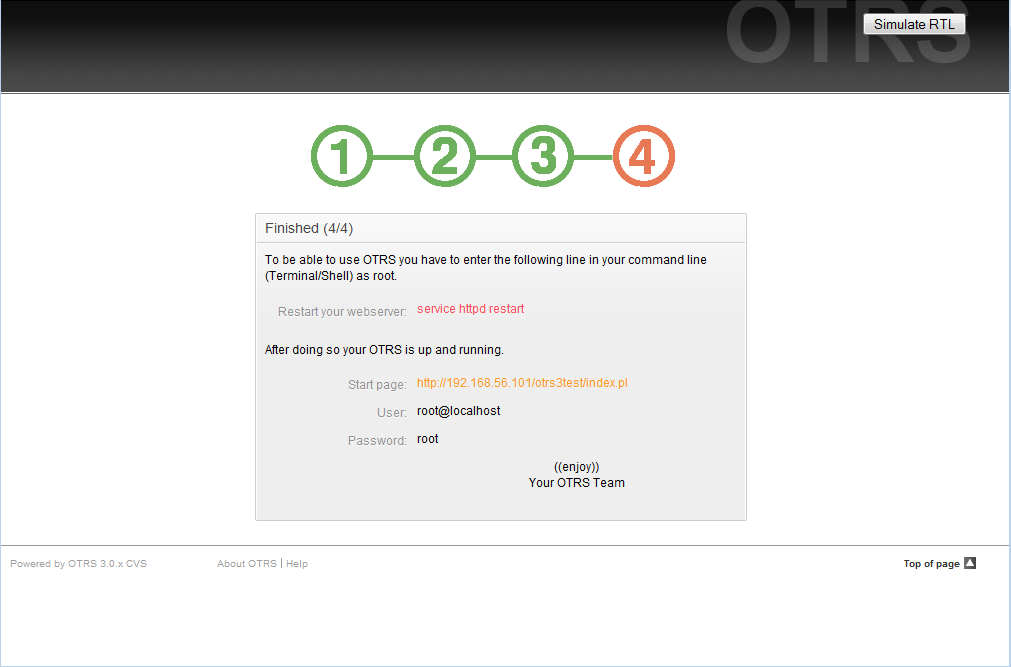 OTRS
Simulate RTL
1 2 3 4
Finished (4/4)
To be able to use OTRS you have to enter the following line in your command line
(Terminal/Shell) as root.
Restart your webserver: service httpd restart
After doing so your OTRS is up and running.
Start page: http://192.168.56.101/otrs3test/index.pl
User: root@localhost
Password: root
((enjoy))
Your OTRS Team
Powered by OTRS 3.0.x CVS About OTRS | Help Top of page